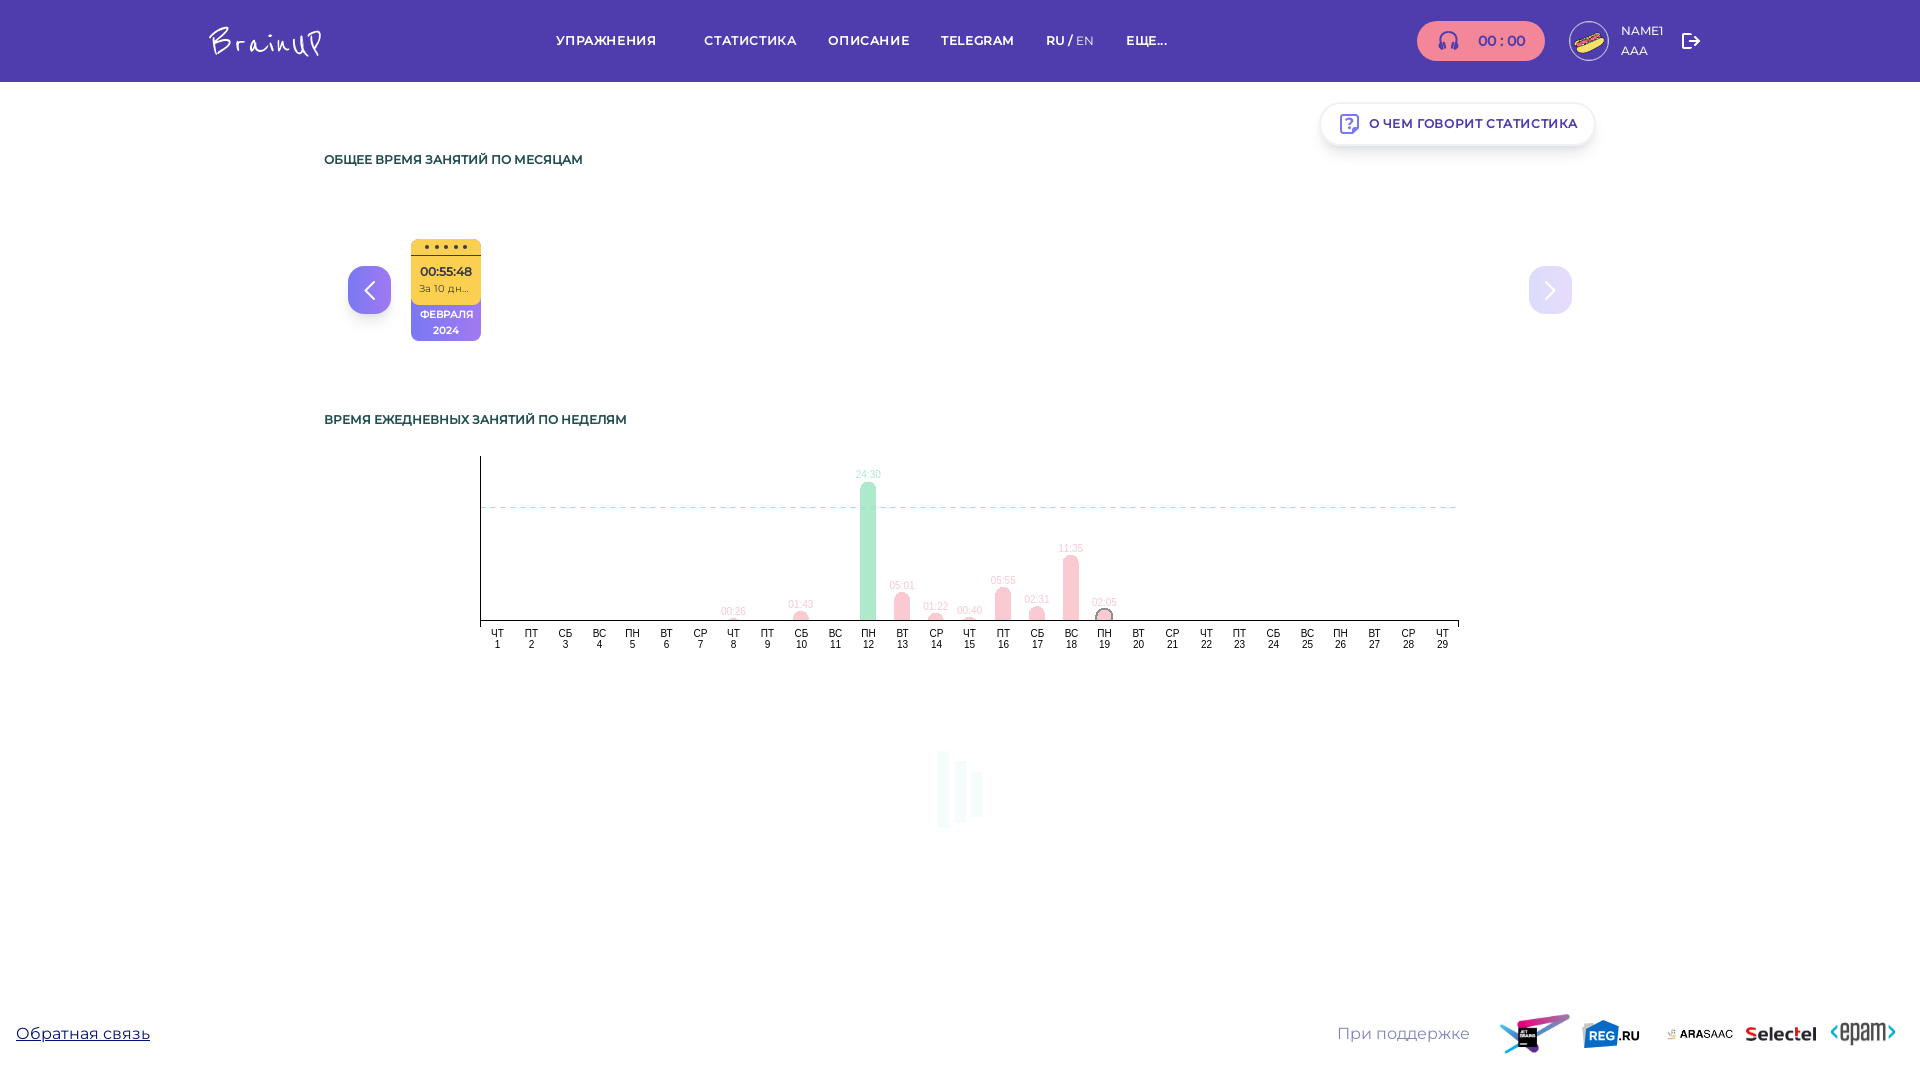 BrainUP
УПРАЖНЕНИЯ СТАТИСТИКА ОПИСАНИЕ TELEGRAM RU / EN ЕЩЕ...
00 : 00
NAME1
AAA
О ЧЕМ ГОВОРИТ СТАТИСТИКА
ОБЩЕЕ ВРЕМЯ ЗАНЯТИЙ ПО МЕСЯЦАМ
00:55:48
За 10 дн...
ФЕВРАЛЯ
2024
ВРЕМЯ ЕЖЕДНЕВНЫХ ЗАНЯТИЙ ПО НЕДЕЛЯМ
00:26 01:43 24:30 05:01 01:22 00:40 05:55 02:31 11:35 02:05
ЧТ ПТ СБ ВС ПН ВТ СР ЧТ ПТ СБ ВС ПН ВТ СР ЧТ ПТ СБ ВС ПН ВТ СР ЧТ ПТ СБ ВС ПН ВТ СР ЧТ
1 2 3 4 5 6 7 8 9 10 11 12 13 14 15 16 17 18 19 20 21 22 23 24 25 26 27 28 29
Обратная связь
При поддержке
JET BRAINS
REG.RU
ARASAAC
Selectel
<epam>